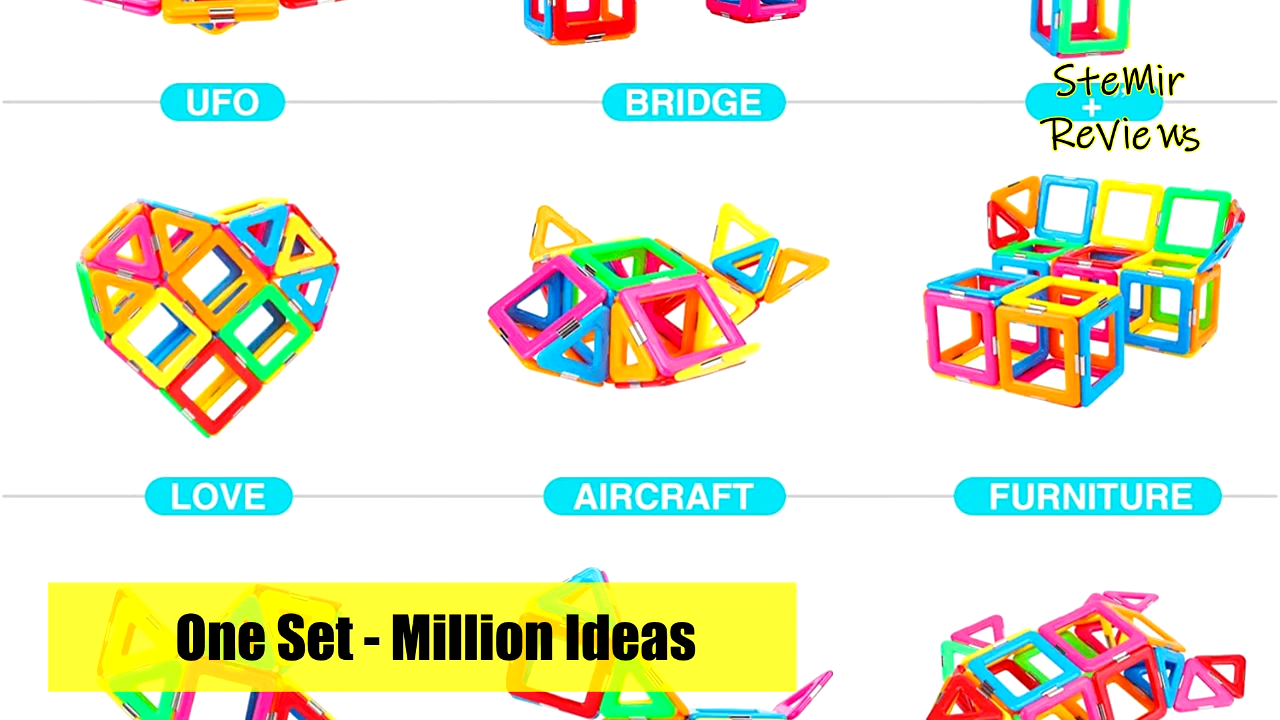 UFO
BRIDGE
+
SteMir
ReVieWs
LOVE
AIRCRAFT
FURNITURE
One Set - Million Ideas